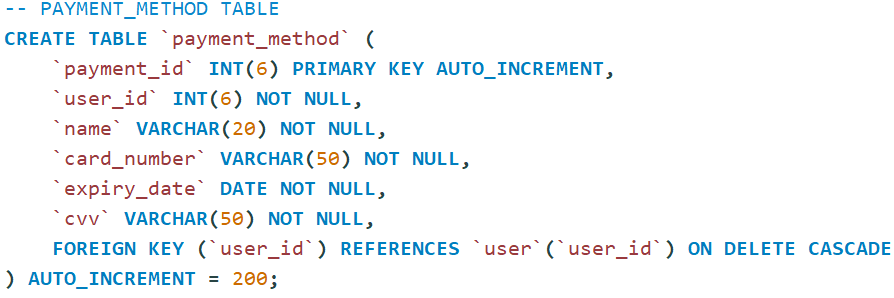 -- PAYMENT_METHOD TABLE
CREATE TABLE `payment_method` (
    `payment_id` INT(6) PRIMARY KEY AUTO_INCREMENT,
    `user_id` INT(6) NOT NULL,
    `name` VARCHAR(20) NOT NULL,
    `card_number` VARCHAR(50) NOT NULL,
    `expiry_date` DATE NOT NULL,
    `cvv` VARCHAR(50) NOT NULL,
    FOREIGN KEY (`user_id`) REFERENCES `user`(`user_id`) ON DELETE CASCADE
) AUTO_INCREMENT = 200;